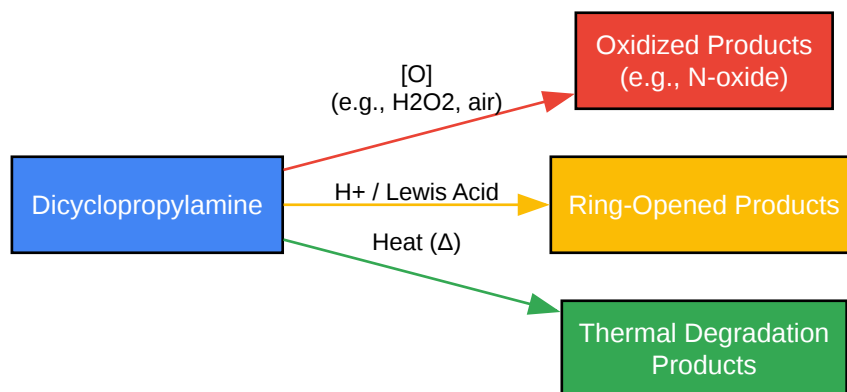 Oxidized Products
(e.g., N-oxide)
[O]
(e.g., H2O2, air)
Dicyclopropylamine
H+ / Lewis Acid
Ring-Opened Products
Heat (Δ)
Thermal Degradation
Products